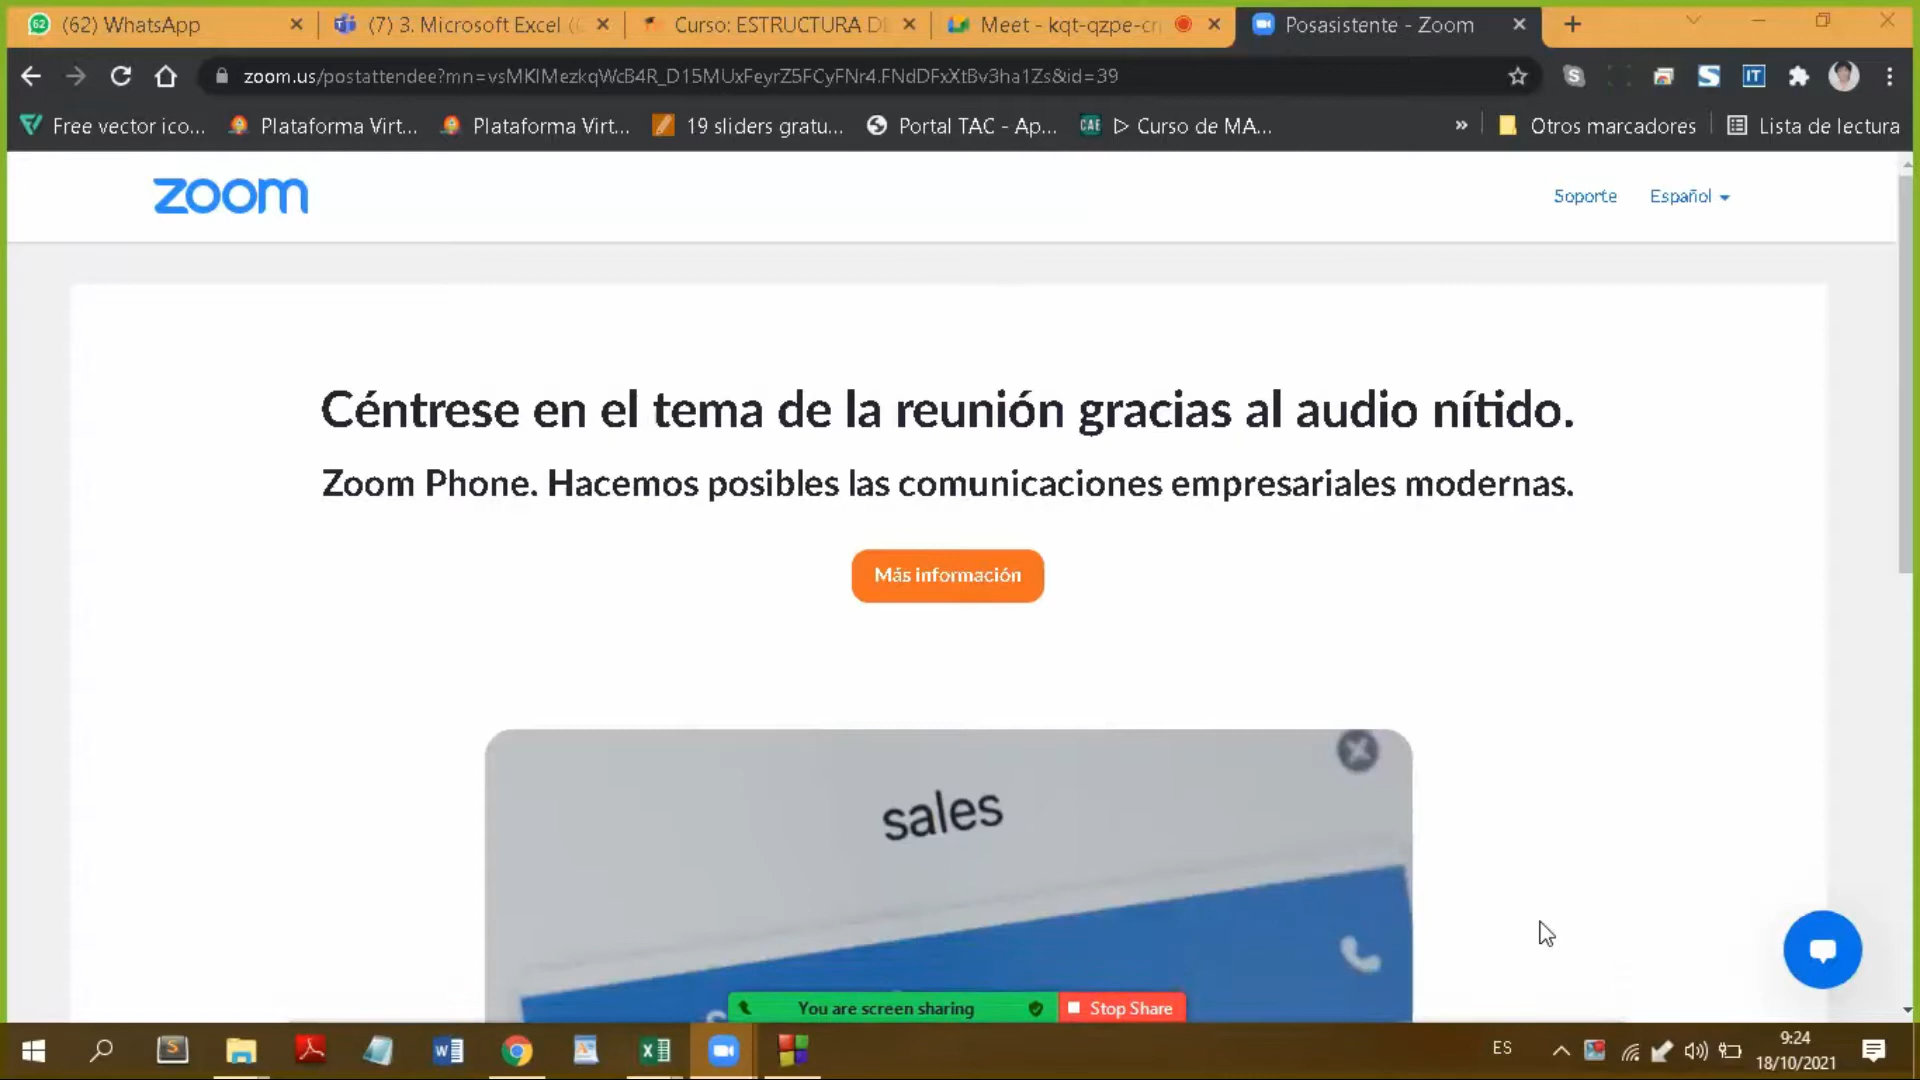 (62) WhatsApp
(7) 3. Microsoft Excel (
Curso: ESTRUCTURA D
Meet - kqt-qzpe-cr
Posasistente - Zoom
zoom.us/postattendee?mn=vsMKIMezkqWcB4R_D15MUxFeyrZ5FCyFNr4.FNdDFxXtBv3ha1Zs&id=39
Free vector ico...
Plataforma Virt...
Plataforma Virt...
19 sliders gratu...
Portal TAC - Ap...
CAE
Curso de MA...
»
Otros marcadores
Lista de lectura
zoom
Soporte
Español
Céntrese en el tema de la reunión gracias al audio nítido.
Zoom Phone. Hacemos posibles las comunicaciones empresariales modernas.
Más información
sales
You are screen sharing
Stop Share
ES
9:24
18/10/2021